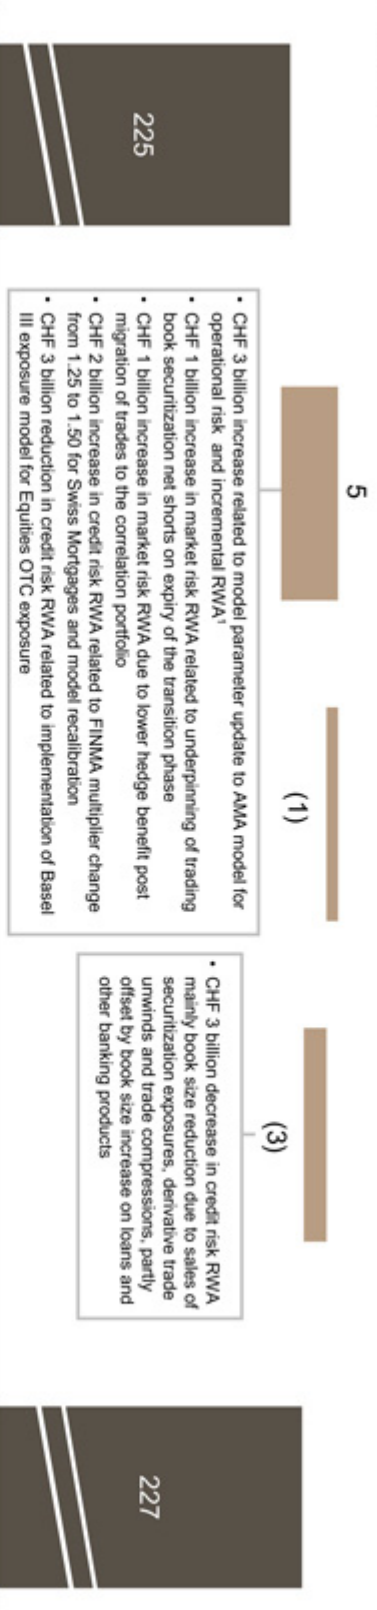 225
5
(1)
(3)
227
• CHF 3 billion increase related to model parameter update to AMA model for
operational risk and incremental RWA¹
• CHF 1 billion increase in market risk RWA related to underpinning of trading
book securitization net shorts on expiry of the transition phase
• CHF 1 billion increase in market risk RWA due to lower hedge benefit post
migration of trades to the correlation portfolio
• CHF 2 billion increase in credit risk RWA related to FINMA multiplier change
from 1.25 to 1.50 for Swiss Mortgages and model recalibration
• CHF 3 billion reduction in credit risk RWA related to implementation of Basel
III exposure model for Equities OTC exposure
• CHF 3 billion decrease in credit risk RWA
mainly book size reduction due to sales of
securitization exposures, derivative trade
unwinds and trade compressions, partly
offset by book size increase on loans and
other banking products